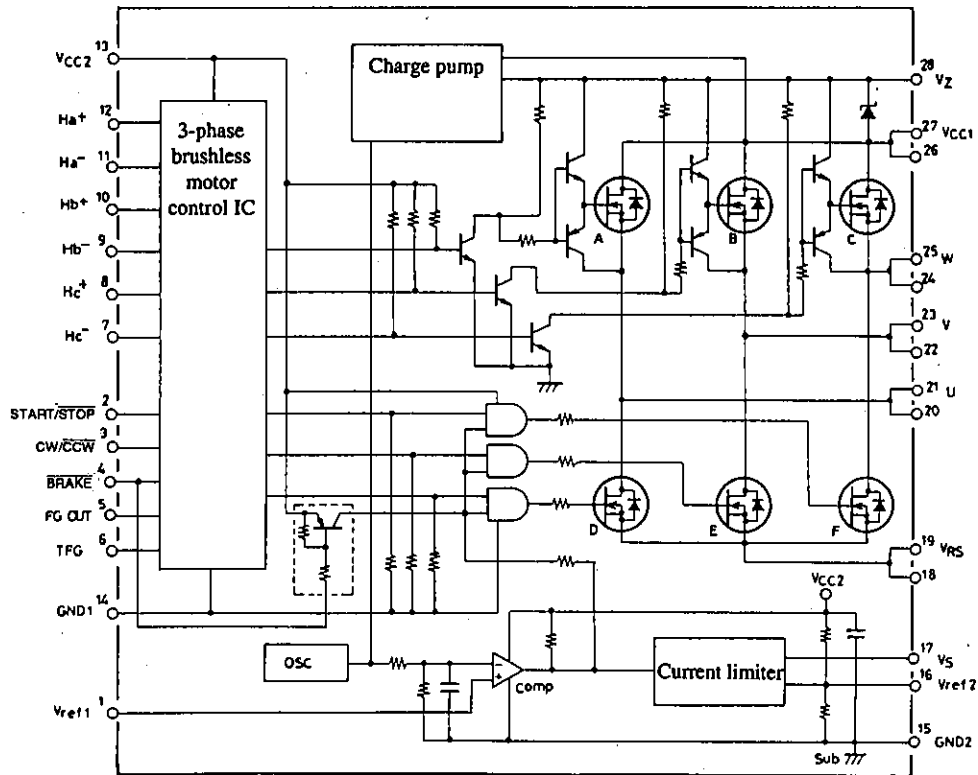 13
VCC2
12
Ha+
11
Ha-
10
Hb+
9
Hb-
8
Hc+
7
Hc-
2
START/STOP
3
CW/CCW
4
BRAKE
5
FG OUT
6
TFG
14
GND1
1
Vref1
3-phase
brushless
motor
control IC
Charge pump
A
B
C
D
E
F
OSC
Comp
Current limiter
VCC2
Sub
28
VZ
27
VCC1
26
25
W
24
23
V
22
21
U
20
19
VRS
18
17
VS
16
Vref2
15
GND2